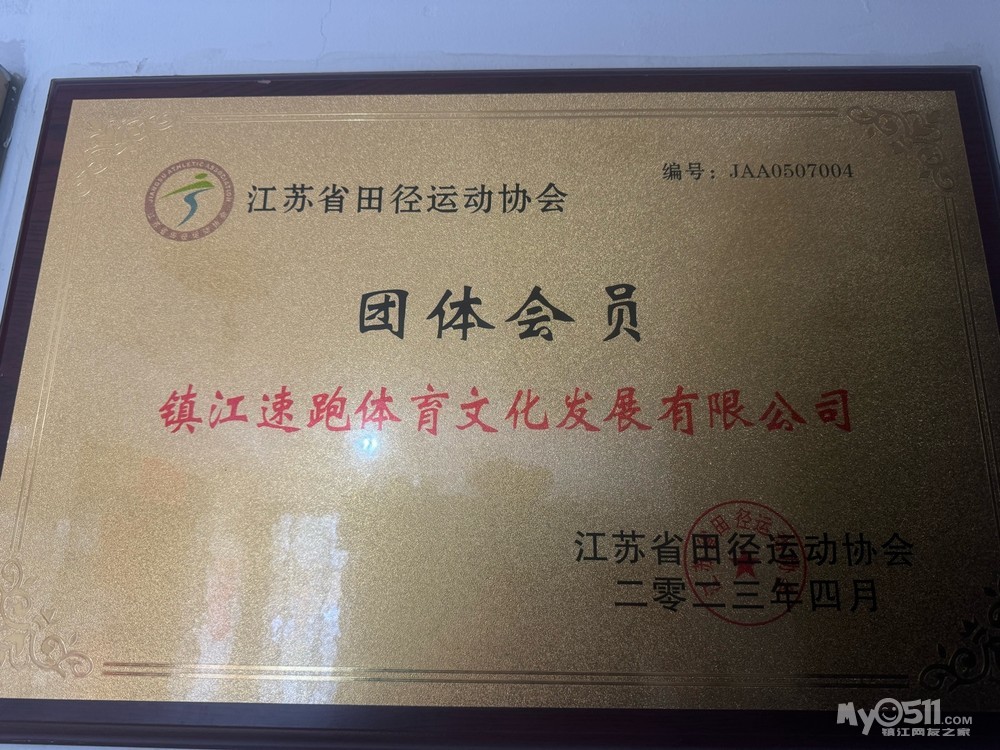 编号：JAA0507004
江苏省田径运动协会
团体会员
镇江速跑体育文化发展有限公司
江苏省田径运动协会
二零二三年四月
My0511.COM
镇江网友之家